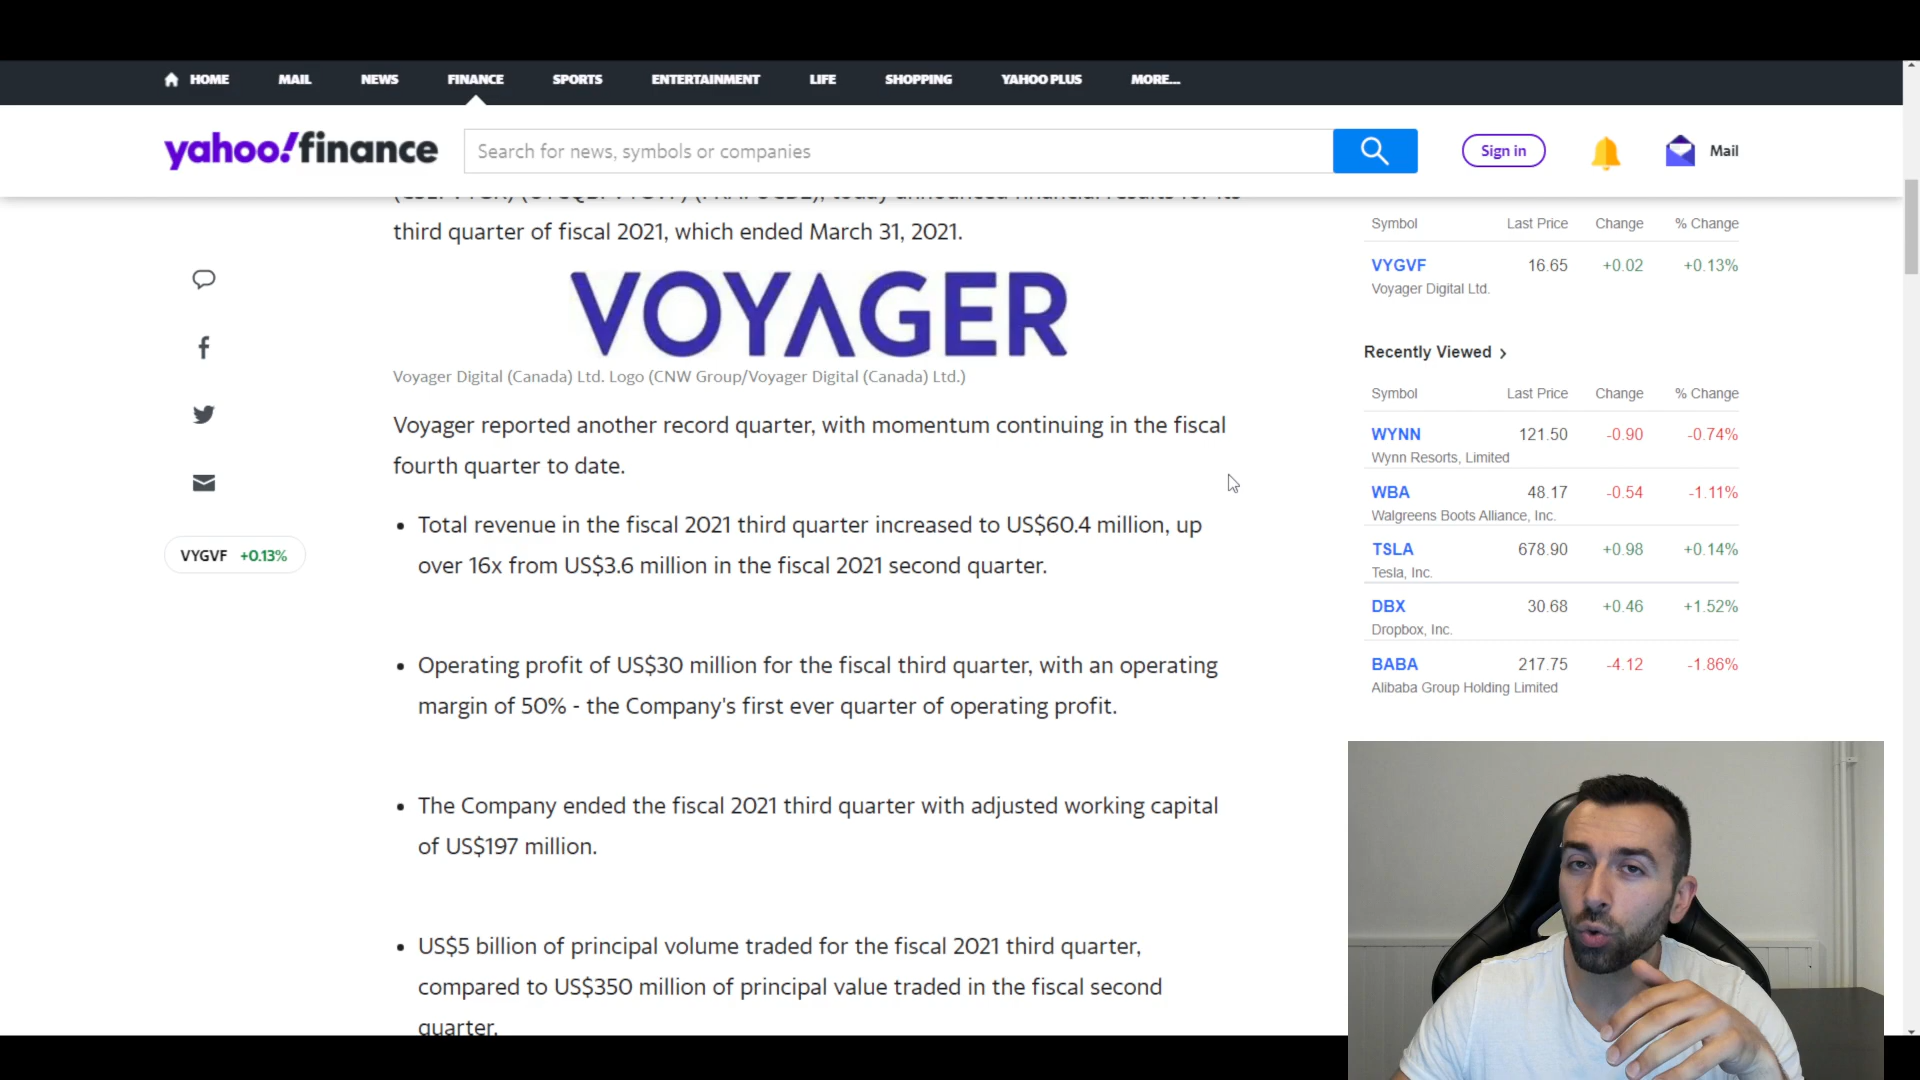 HOME MAIL NEWS FINANCE SPORTS ENTERTAINMENT LIFE SHOPPING YAHOO PLUS MORE...
yahoo!finance Search for news, symbols or companies Sign in Mail
third quarter of fiscal 2021, which ended March 31, 2021.
VOYAGER
Voyager Digital (Canada) Ltd. Logo (CNW Group/Voyager Digital (Canada) Ltd.)
Voyager reported another record quarter, with momentum continuing in the fiscal
fourth quarter to date.
• Total revenue in the fiscal 2021 third quarter increased to US$60.4 million, up
over 16x from US$3.6 million in the fiscal 2021 second quarter.
• Operating profit of US$30 million for the fiscal third quarter, with an operating
margin of 50% - the Company's first ever quarter of operating profit.
• The Company ended the fiscal 2021 third quarter with adjusted working capital
of US$197 million.
• US$5 billion of principal volume traded for the fiscal 2021 third quarter,
compared to US$350 million of principal value traded in the fiscal second
quarter.
VYGVF +0.13%
Symbol Last Price Change % Change
VYGVF 16.65 +0.02 +0.13%
Voyager Digital Ltd.
Recently Viewed
Symbol Last Price Change % Change
WYNN 121.50 -0.90 -0.74%
Wynn Resorts, Limited
WBA 48.17 -0.54 -1.11%
Walgreens Boots Alliance, Inc.
TSLA 678.90 +0.98 +0.14%
Tesla, Inc.
DBX 30.68 +0.46 +1.52%
Dropbox, Inc.
BABA 217.75 -4.12 -1.86%
Alibaba Group Holding Limited